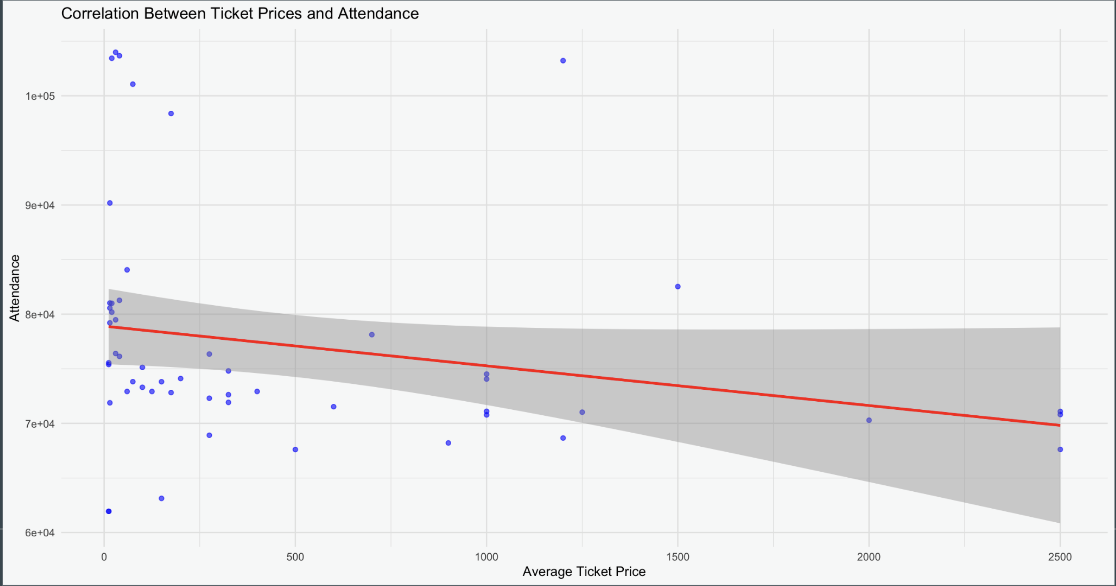 Correlation Between Ticket Prices and Attendance
1e+05
9e+04
8e+04
7e+04
6e+04
Attendance
0 500 1000 1500 2000 2500
Average Ticket Price